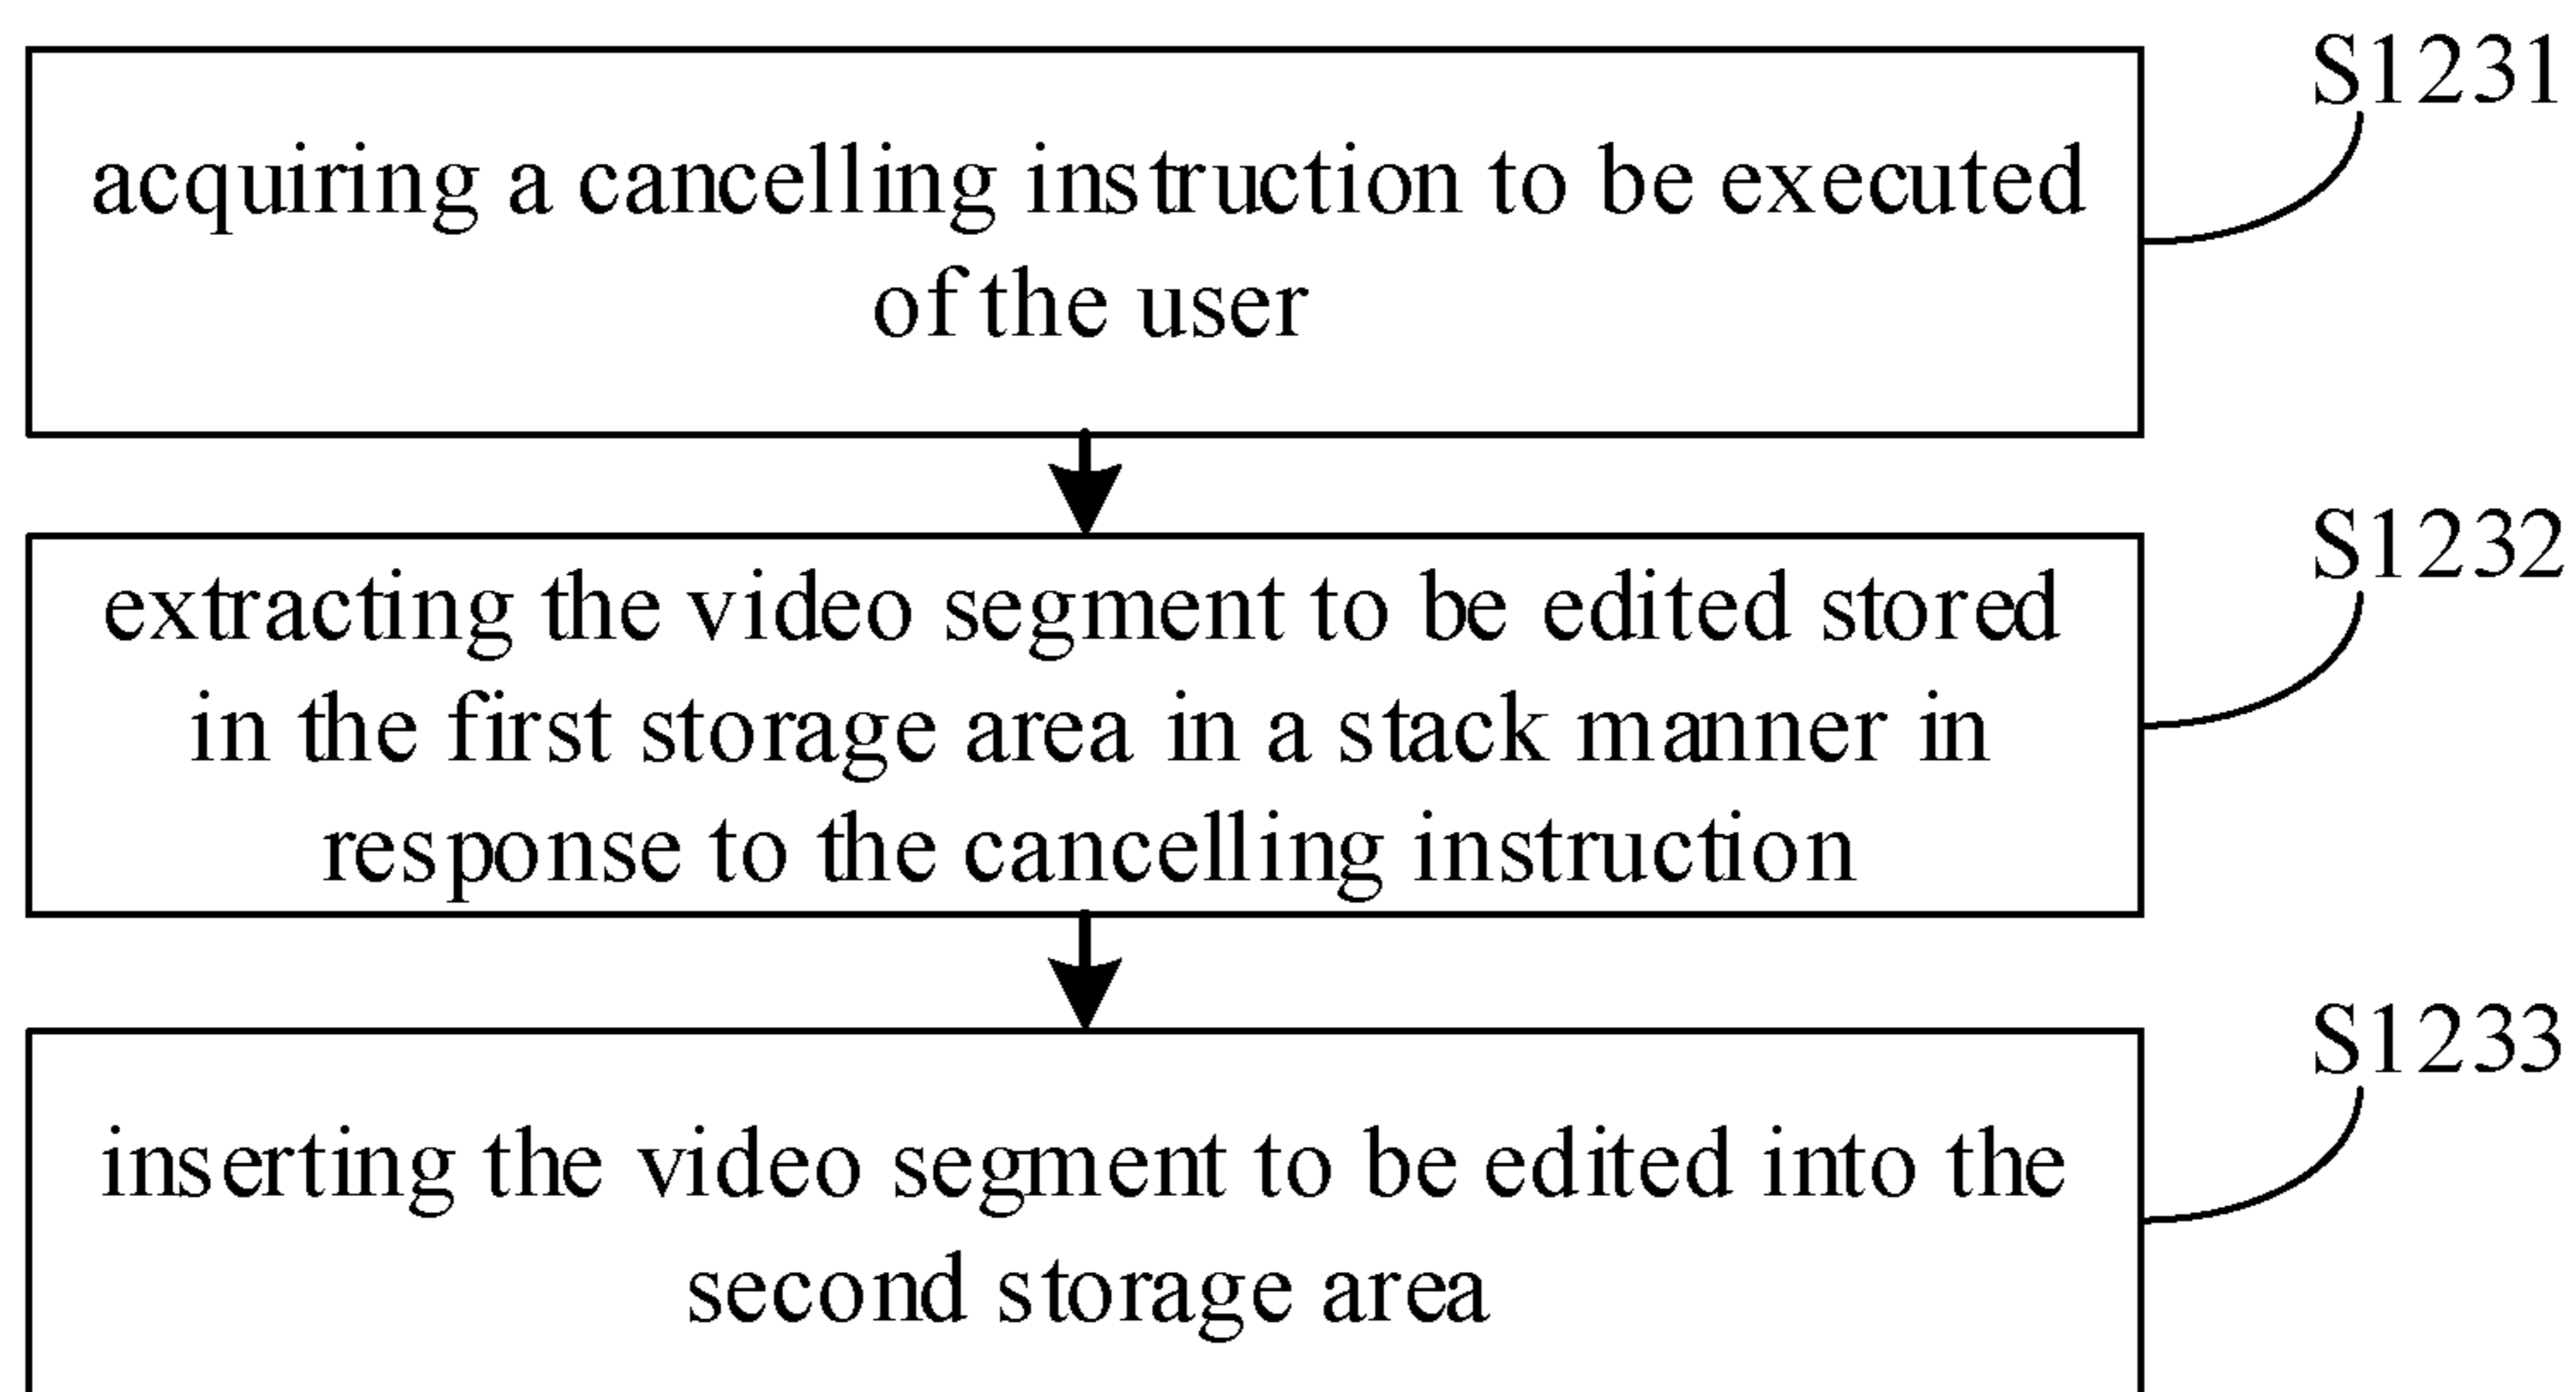 S1231
acquiring a cancelling instruction to be executed
of the user
S1232
extracting the video segment to be edited stored
in the first storage area in a stack manner in
response to the cancelling instruction
S1233
inserting the video segment to be edited into the
second storage area